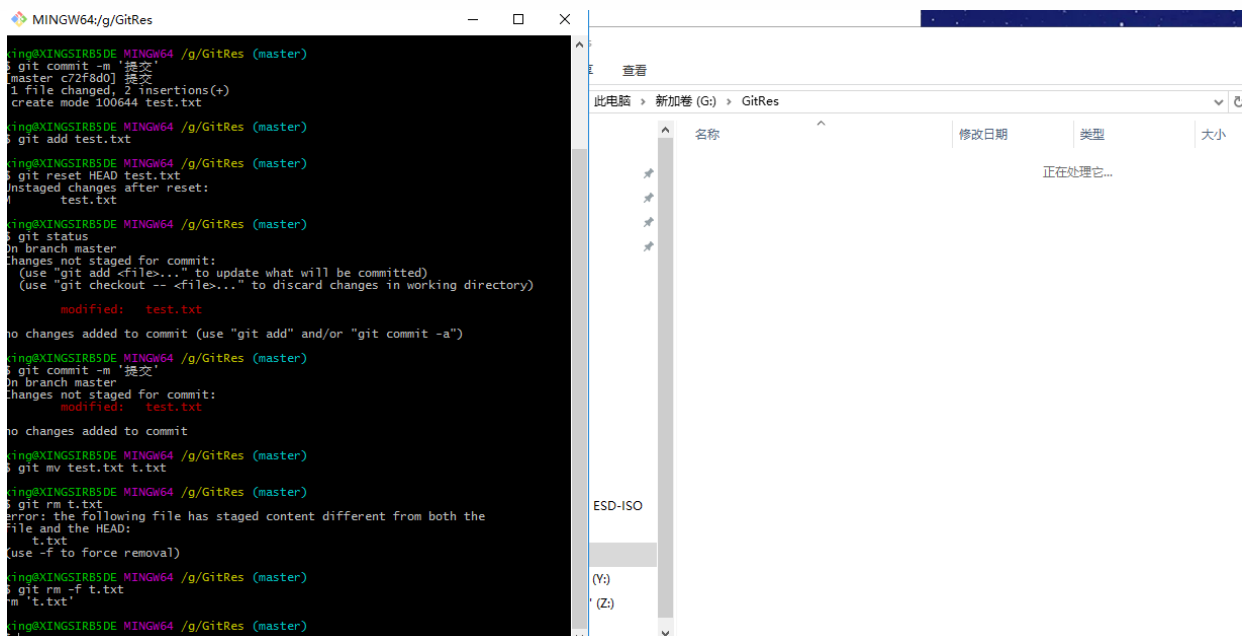 MINGW64:/g/GitRes
xing@XINGSIRB5DE MINGW64 /g/GitRes (master)
$ git commit -m '提交'
[master c72f8d0] 提交
1 file changed, 2 insertions(+)
create mode 100644 test.txt
xing@XINGSIRB5DE MINGW64 /g/GitRes (master)
$ git add test.txt
xing@XINGSIRB5DE MINGW64 /g/GitRes (master)
$ git reset HEAD test.txt
Unstaged changes after reset:
M test.txt
xing@XINGSIRB5DE MINGW64 /g/GitRes (master)
$ git status
On branch master
Changes not staged for commit:
(use "git add <file>..." to update what will be committed)
(use "git checkout -- <file>..." to discard changes in working directory)
modified: test.txt
no changes added to commit (use "git add" and/or "git commit -a")
xing@XINGSIRB5DE MINGW64 /g/GitRes (master)
$ git commit -m '提交'
On branch master
Changes not staged for commit:
modified: test.txt
no changes added to commit
xing@XINGSIRB5DE MINGW64 /g/GitRes (master)
$ git mv test.txt t.txt
xing@XINGSIRB5DE MINGW64 /g/GitRes (master)
$ git rm t.txt
error: the following file has staged content different from both the
file and the HEAD:
t.txt
(use -f to force removal)
xing@XINGSIRB5DE MINGW64 /g/GitRes (master)
$ git rm -f t.txt
rm 't.txt'
xing@XINGSIRB5DE MINGW64 /g/GitRes (master)
查看
此电脑 › 新加卷 (G:) › GitRes
名称 修改日期 类型 大小
正在处理它...
ESD-ISO
(Y:)
(Z:)